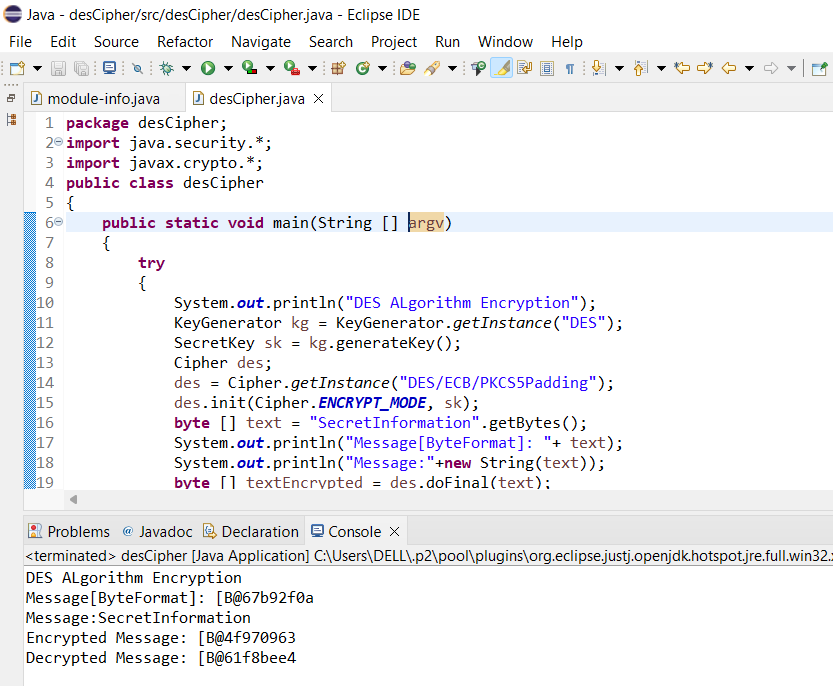 Java - desCipher/src/desCipher/desCipher.java - Eclipse IDE
File Edit Source Refactor Navigate Search Project Run Window Help
module-info.java desCipher.java
1 package desCipher;
2 import java.security.*;
3 import javax.crypto.*;
4 public class desCipher
5 {
6 public static void main(String [] argv)
7 {
8 try
9 {
10 System.out.println("DES ALgorithm Encryption");
11 KeyGenerator kg = KeyGenerator.getInstance("DES");
12 SecretKey sk = kg.generateKey();
13 Cipher des;
14 des = Cipher.getInstance("DES/ECB/PKCS5Padding");
15 des.init(Cipher.ENCRYPT_MODE, sk);
16 byte [] text = "SecretInformation".getBytes();
17 System.out.println("Message[ByteFormat]: "+ text);
18 System.out.println("Message:"+new String(text));
19 byte [] textEncrypted = des.doFinal(text);
Problems @ Javadoc Declaration Console
<terminated> desCipher [Java Application] C:\Users\DELL\.p2\pool\plugins\org.eclipse.justj.openjdk.hotspot.jre.full.win32.x
DES ALgorithm Encryption
Message[ByteFormat]: [B@67b92f0a
Message:SecretInformation
Encrypted Message: [B@4f970963
Decrypted Message: [B@61f8bee4